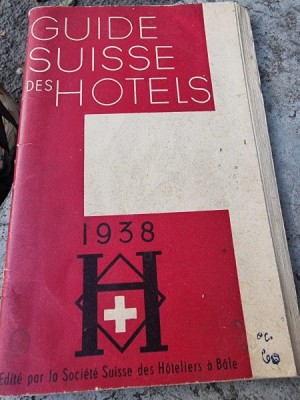 GUIDE
SUISSE
DES HOTELS
1938
H
Edité par la Société Suisse des Hôteliers à Bâle